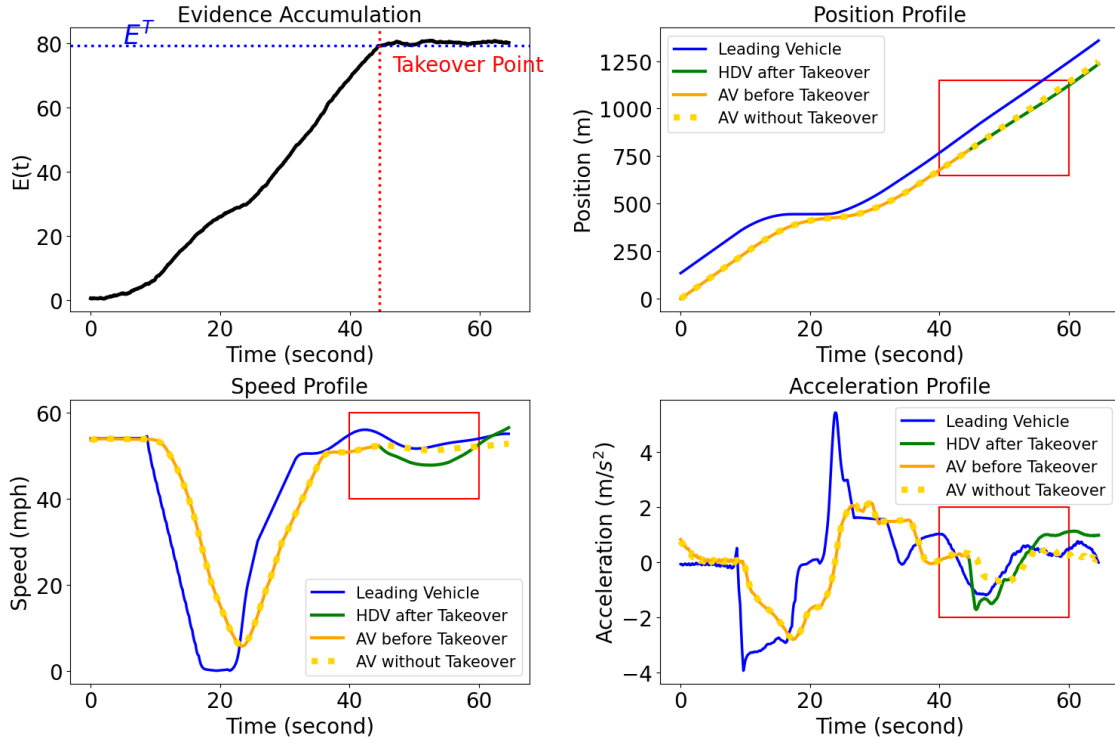 Evidence Accumulation
E^T
Takeover Point
80
60
40
20
0
E(t)
0 20 40 60
Time (second)
Position Profile
Leading Vehicle
HDV after Takeover
AV before Takeover
AV without Takeover
1250
1000
750
500
250
0
Position (m)
0 20 40 60
Time (second)
Speed Profile
60
40
20
0
Speed (mph)
Leading Vehicle
HDV after Takeover
AV before Takeover
AV without Takeover
0 20 40 60
Time (second)
Acceleration Profile
Leading Vehicle
HDV after Takeover
AV before Takeover
AV without Takeover
4
2
0
−2
−4
Acceleration (m/s²)
0 20 40 60
Time (second)